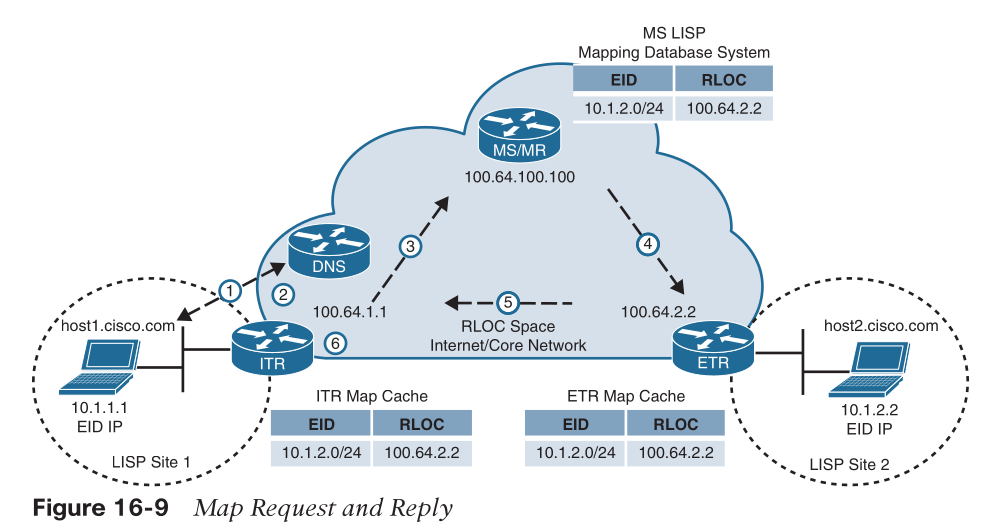 MS LISP
Mapping Database System
EID RLOC
10.1.2.0/24 100.64.2.2
MS/MR
100.64.100.100
3
4
DNS
1
2
100.64.1.1
5
100.64.2.2
RLOC Space
Internet/Core Network
host1.cisco.com
host2.cisco.com
ITR
6
ETR
10.1.1.1
EID IP
10.1.2.2
EID IP
ITR Map Cache
EID RLOC
10.1.2.0/24 100.64.2.2
ETR Map Cache
EID RLOC
10.1.2.0/24 100.64.2.2
LISP Site 1
LISP Site 2
Figure 16-9 Map Request and Reply